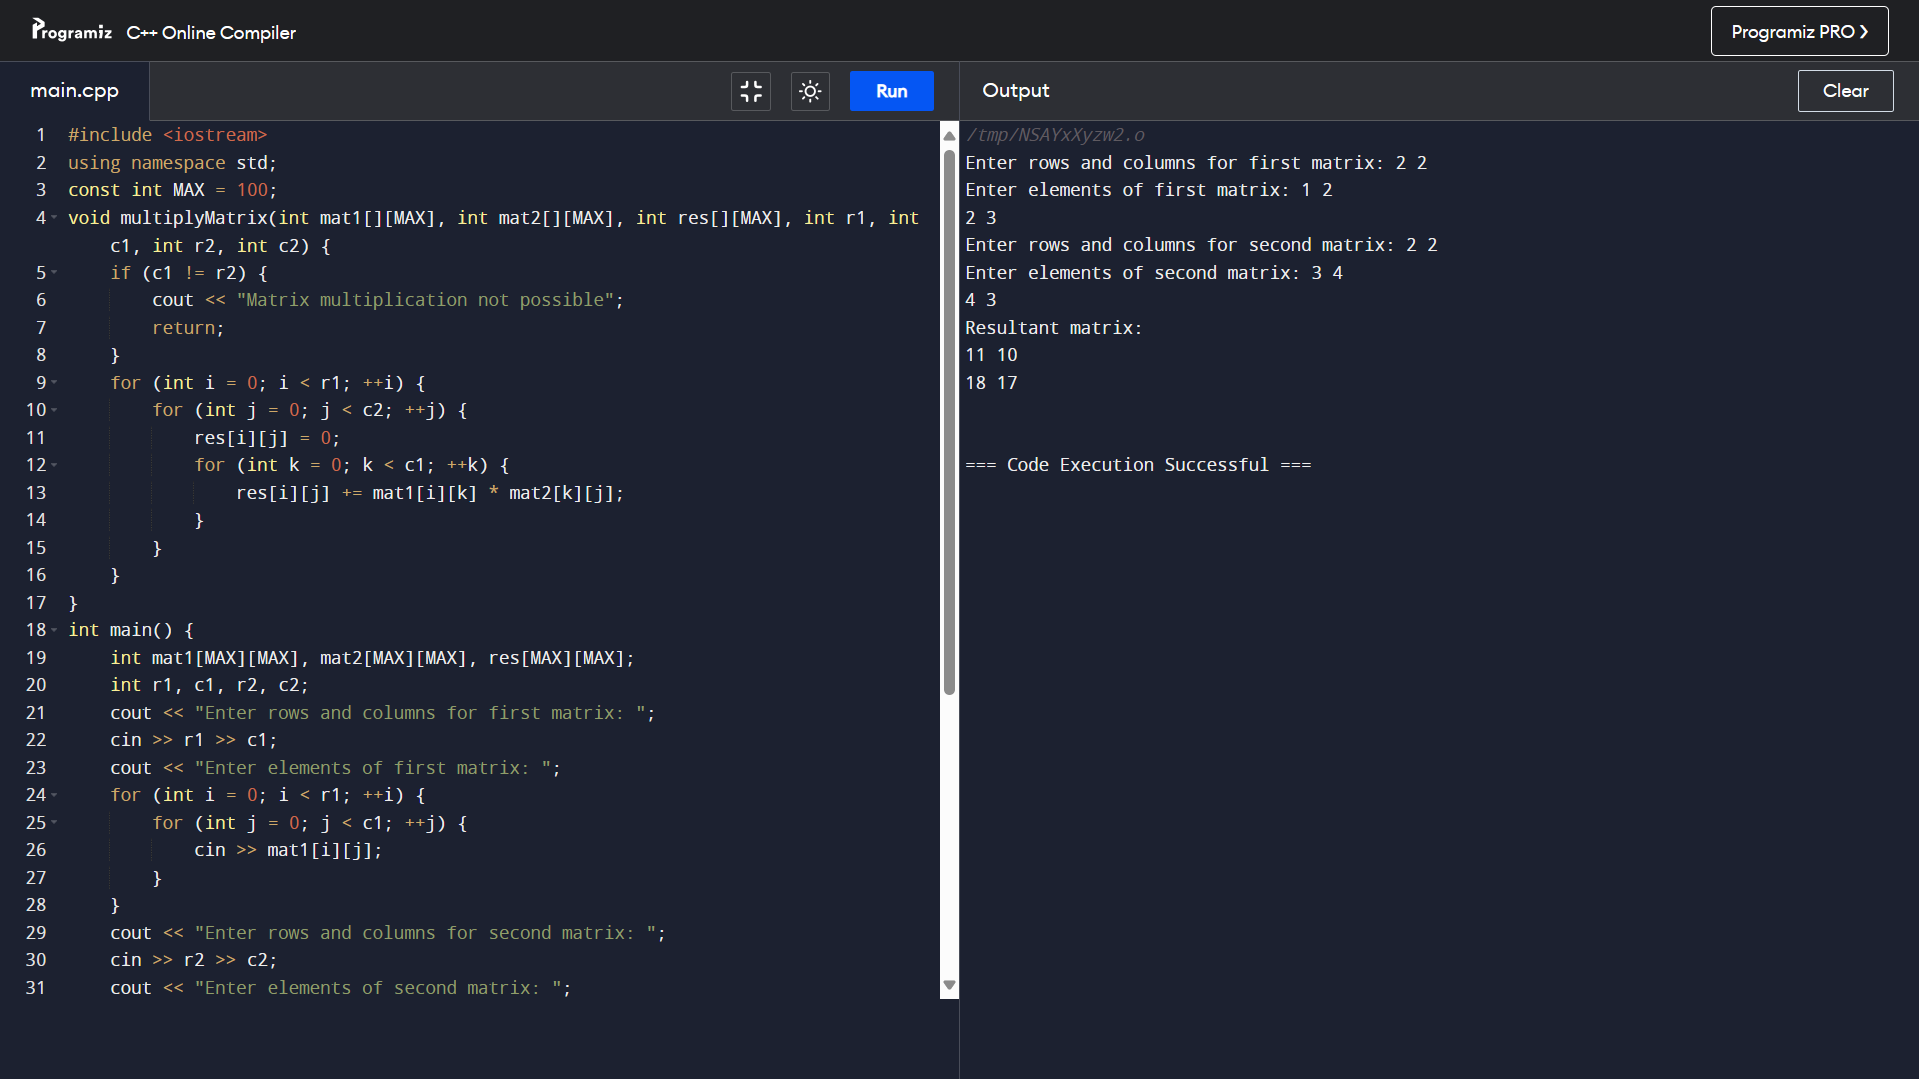 Programiz C++ Online Compiler
Programiz PRO ❯
main.cpp
Run
1 #include <iostream>
2 using namespace std;
3 const int MAX = 100;
4 void multiplyMatrix(int mat1[][MAX], int mat2[][MAX], int res[][MAX], int r1, int
c1, int r2, int c2) {
5     if (c1 != r2) {
6         cout << "Matrix multiplication not possible";
7         return;
8     }
9     for (int i = 0; i < r1; ++i) {
10         for (int j = 0; j < c2; ++j) {
11             res[i][j] = 0;
12             for (int k = 0; k < c1; ++k) {
13                 res[i][j] += mat1[i][k] * mat2[k][j];
14             }
15         }
16     }
17 }
18 int main() {
19     int mat1[MAX][MAX], mat2[MAX][MAX], res[MAX][MAX];
20     int r1, c1, r2, c2;
21     cout << "Enter rows and columns for first matrix: ";
22     cin >> r1 >> c1;
23     cout << "Enter elements of first matrix: ";
24     for (int i = 0; i < r1; ++i) {
25         for (int j = 0; j < c1; ++j) {
26             cin >> mat1[i][j];
27         }
28     }
29     cout << "Enter rows and columns for second matrix: ";
30     cin >> r2 >> c2;
31     cout << "Enter elements of second matrix: ";
Output
Clear
/tmp/NSAYxXyzw2.o
Enter rows and columns for first matrix: 2 2
Enter elements of first matrix: 1 2
2 3
Enter rows and columns for second matrix: 2 2
Enter elements of second matrix: 3 4
4 3
Resultant matrix:
11 10
18 17
=== Code Execution Successful ===